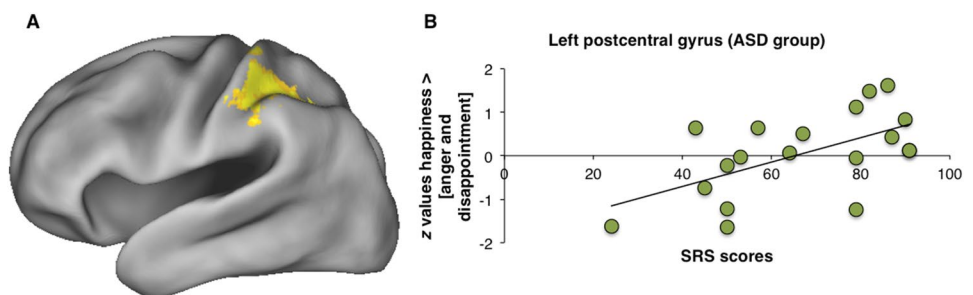 A
B
Left postcentral gyrus (ASD group)
z values happiness >
[anger and
disappointment]
2
1
0
-1
-2
0
20
40
60
80
100
SRS scores